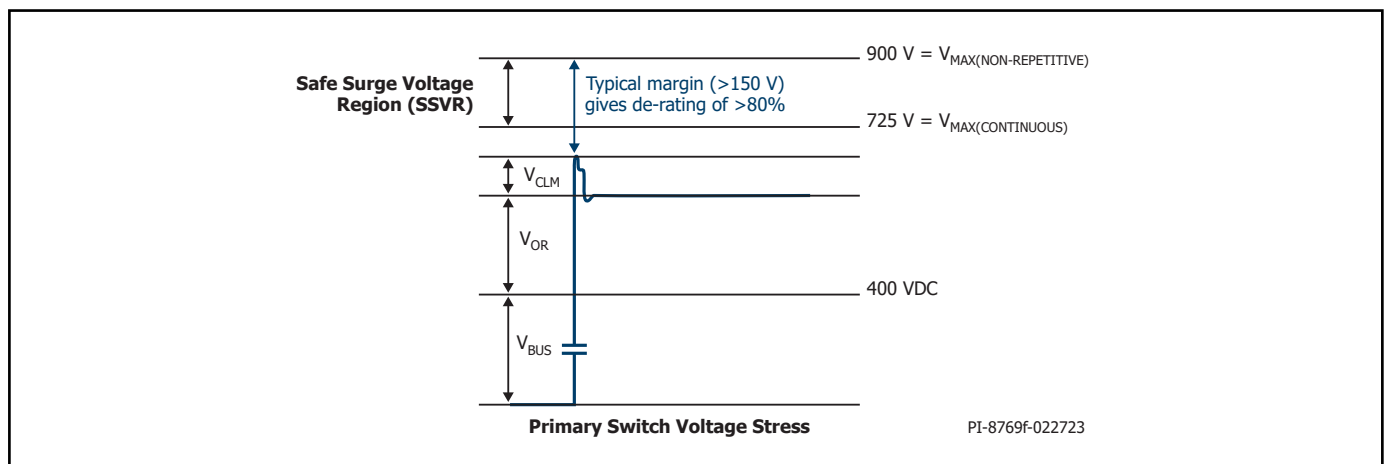 900 V = VMAX(NON-REPETITIVE)
Safe Surge Voltage
Region (SSVR)
Typical margin (>150 V)
gives de-rating of >80%
725 V = VMAX(CONTINUOUS)
VCLM
VOR
400 VDC
VBUS
Primary Switch Voltage Stress
PI-8769f-022723